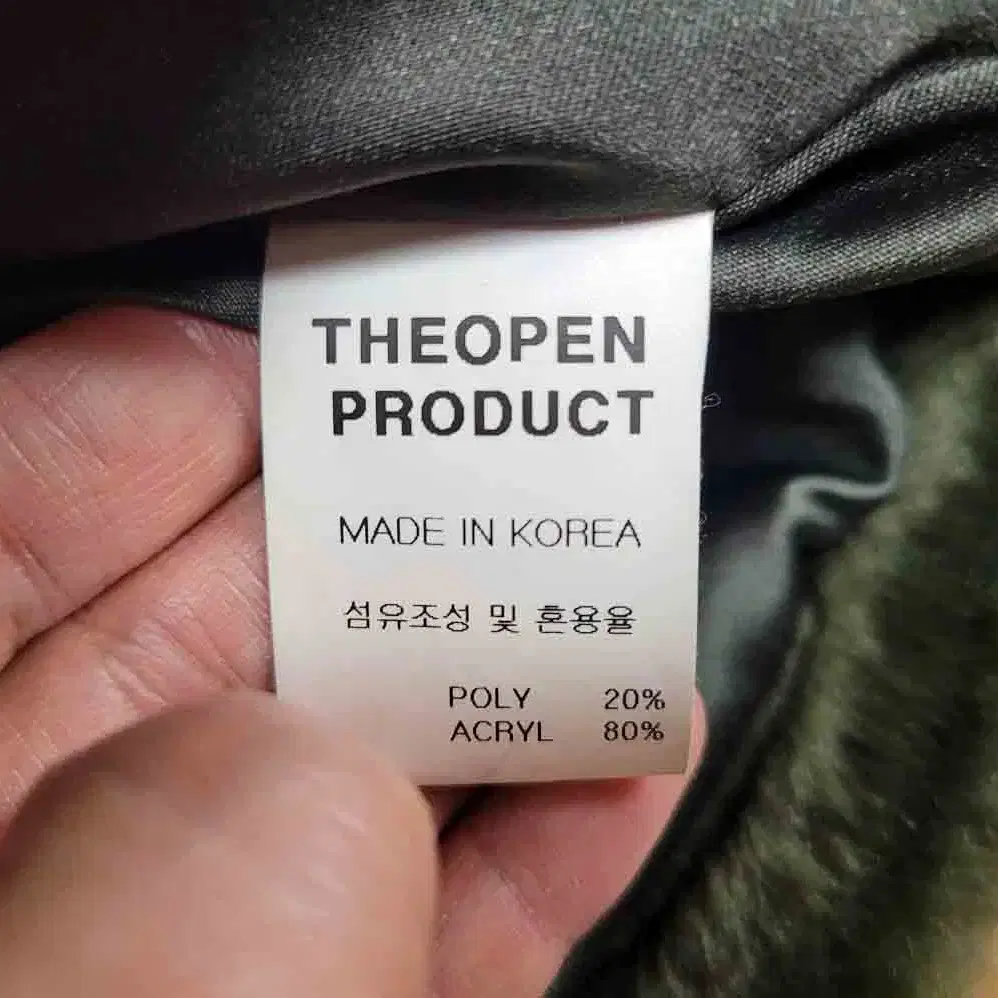 THEOPEN
PRODUCT
MADE IN KOREA
섬유조성 및 혼용율
POLY 20%
ACRYL 80%